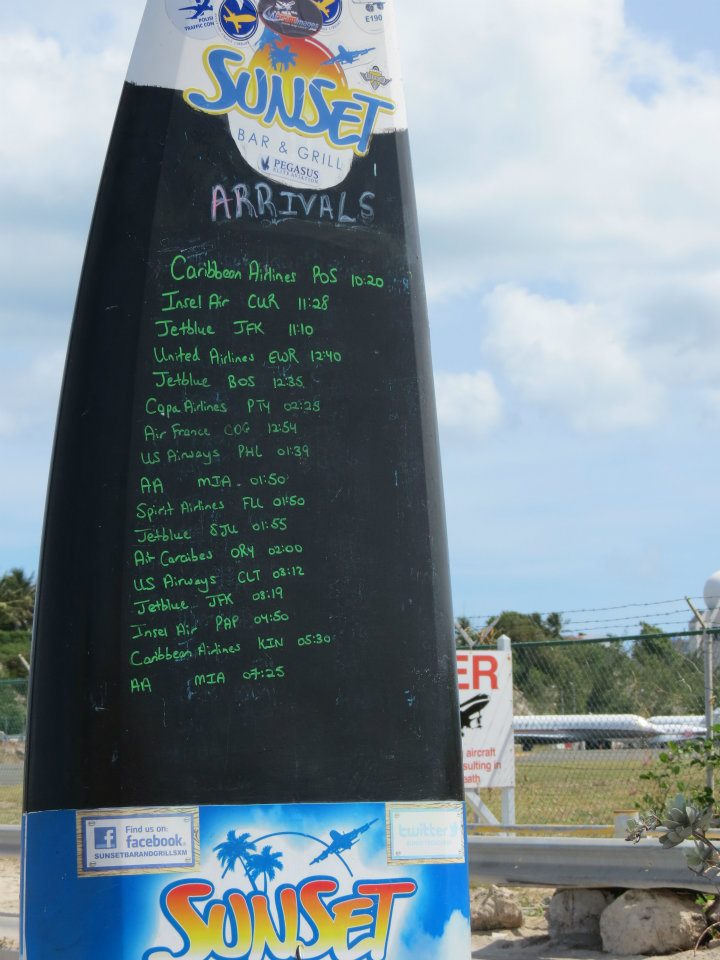 E190
SUNSET
BAR & GRILL
PEGASUS
ELITE AVIATION
ARRIVALS
Caribbean Airlines POS 10:20
Insel Air CUR 11:28
Jetblue JFK 11:10
United Airlines EWR 12:40
Jetblue BOS 12:35
Copa Airlines PTY 02:28
Air France CDG 12:54
US Airways PHL 01:39
AA MIA 01:50
Spirit Airlines FLL 01:50
Jetblue SJU 01:55
Air Caraibes ORY 02:00
US Airways CLT 03:12
Jetblue JFK 03:19
Insel Air PAP 04:50
Caribbean Airlines KIN 05:30
AA MIA 07:25
ER
aircraft
sulting in
eath
Find us on:
facebook
SUNSETBARANDGRILLSXM
twitter
SUNSET